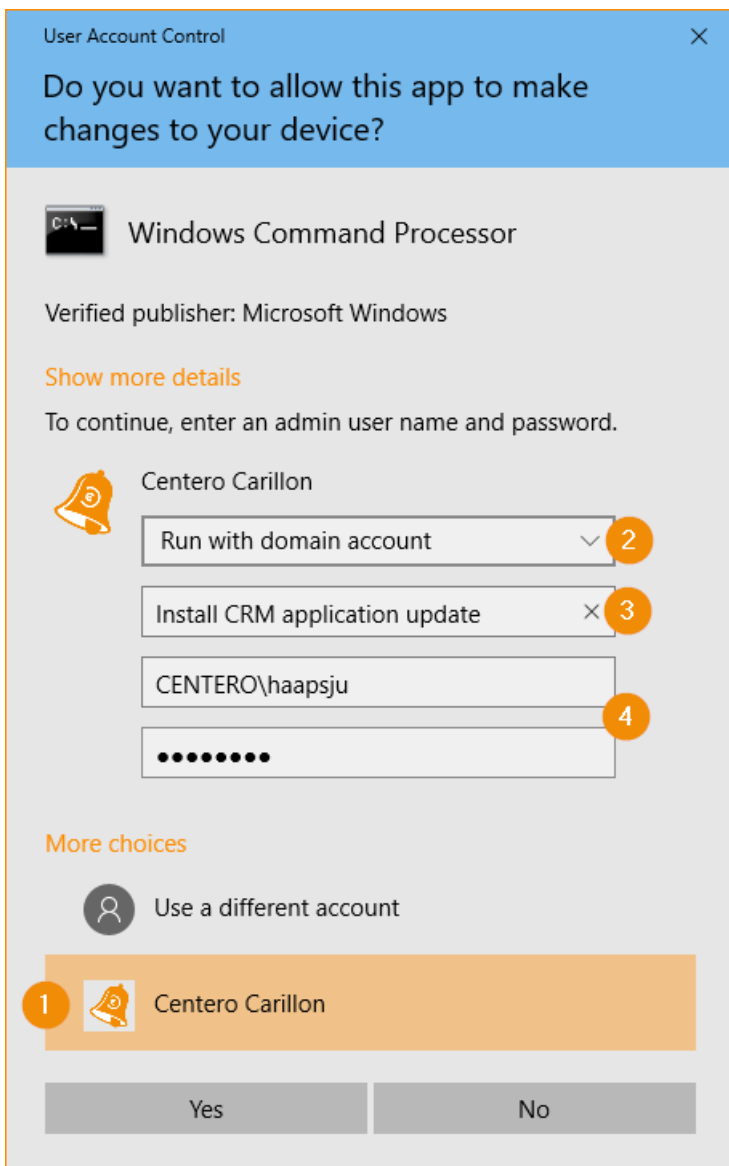 User Account Control
Do you want to allow this app to make
changes to your device?
C:\_
Windows Command Processor
Verified publisher: Microsoft Windows
Show more details
To continue, enter an admin user name and password.
Centero Carillon
Run with domain account
2
Install CRM application update
3
CENTERO\haapsju
4
●●●●●●●●
More choices
Use a different account
1
Centero Carillon
Yes
No